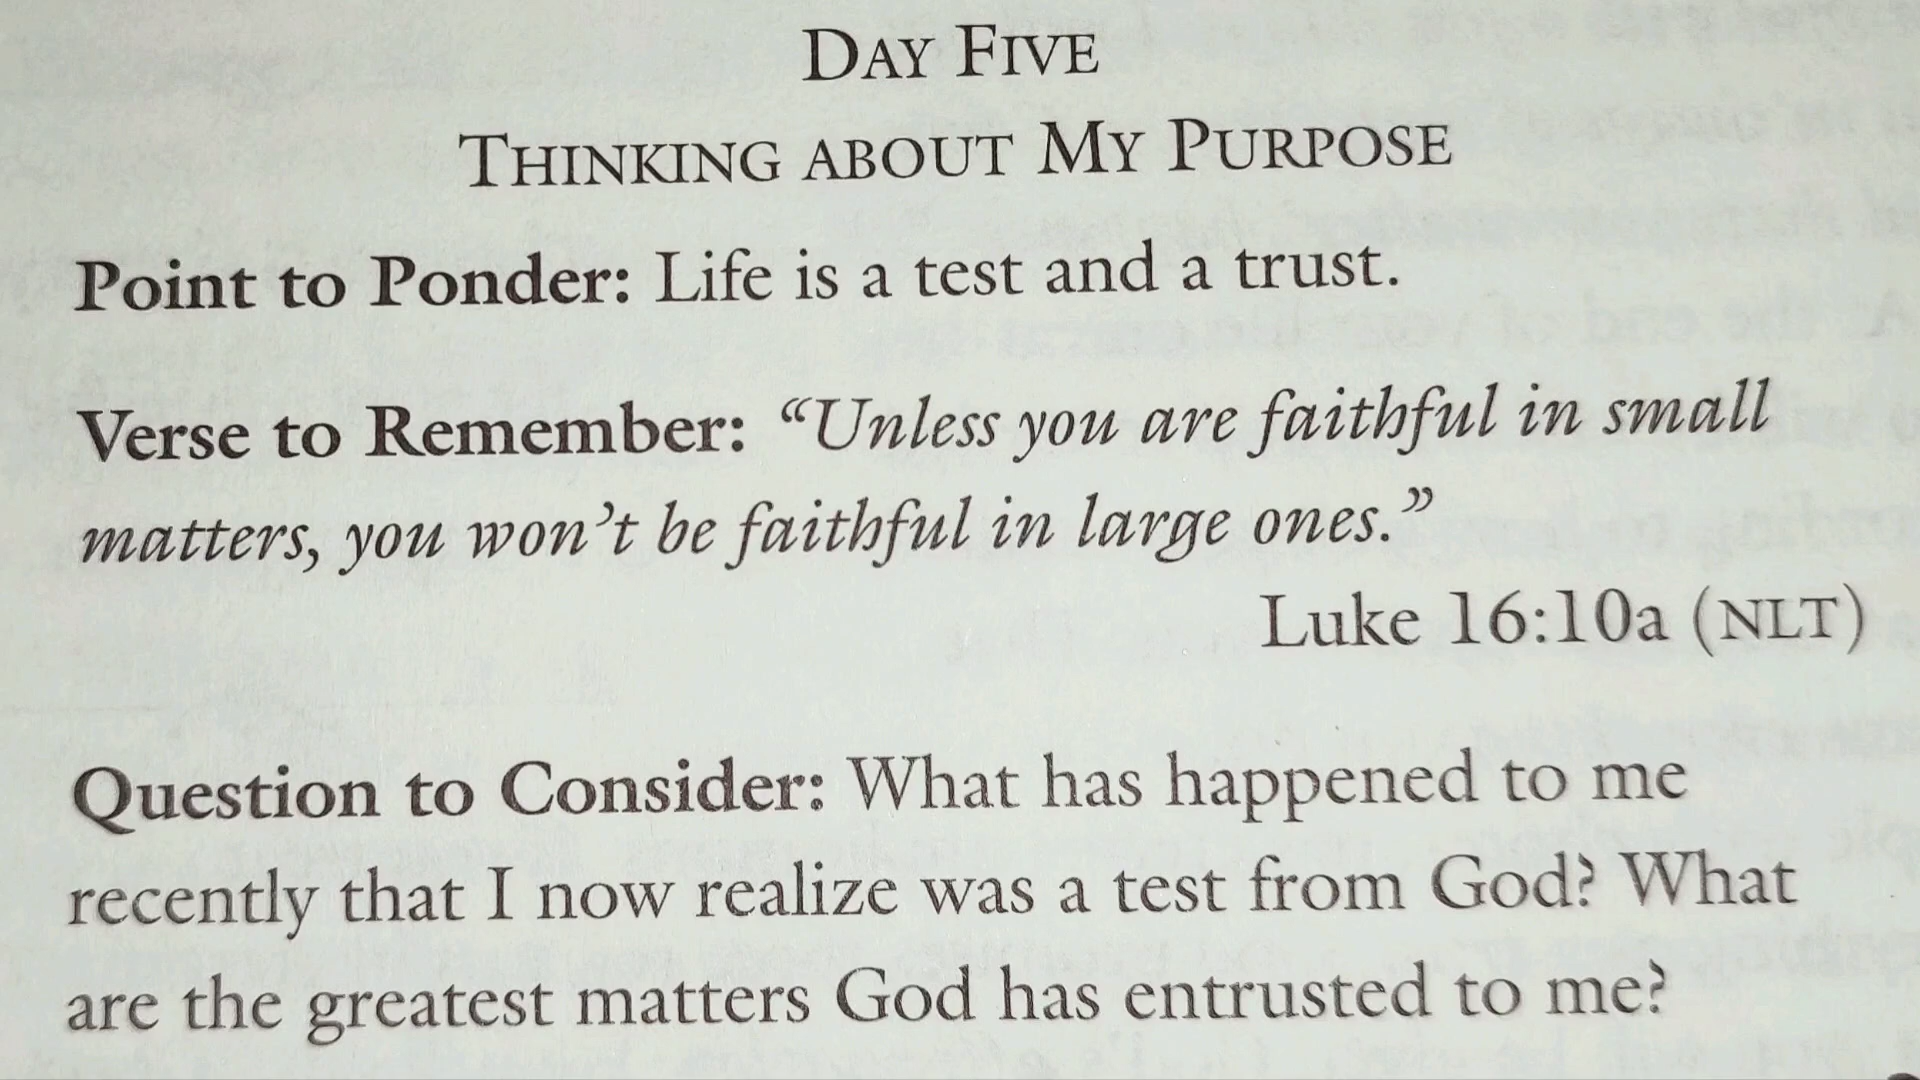 DAY FIVE
THINKING ABOUT MY PURPOSE
Point to Ponder: Life is a test and a trust.
Verse to Remember: “Unless you are faithful in small
matters, you won’t be faithful in large ones.”
Luke 16:10a (NLT)
Question to Consider: What has happened to me
recently that I now realize was a test from God? What
are the greatest matters God has entrusted to me?